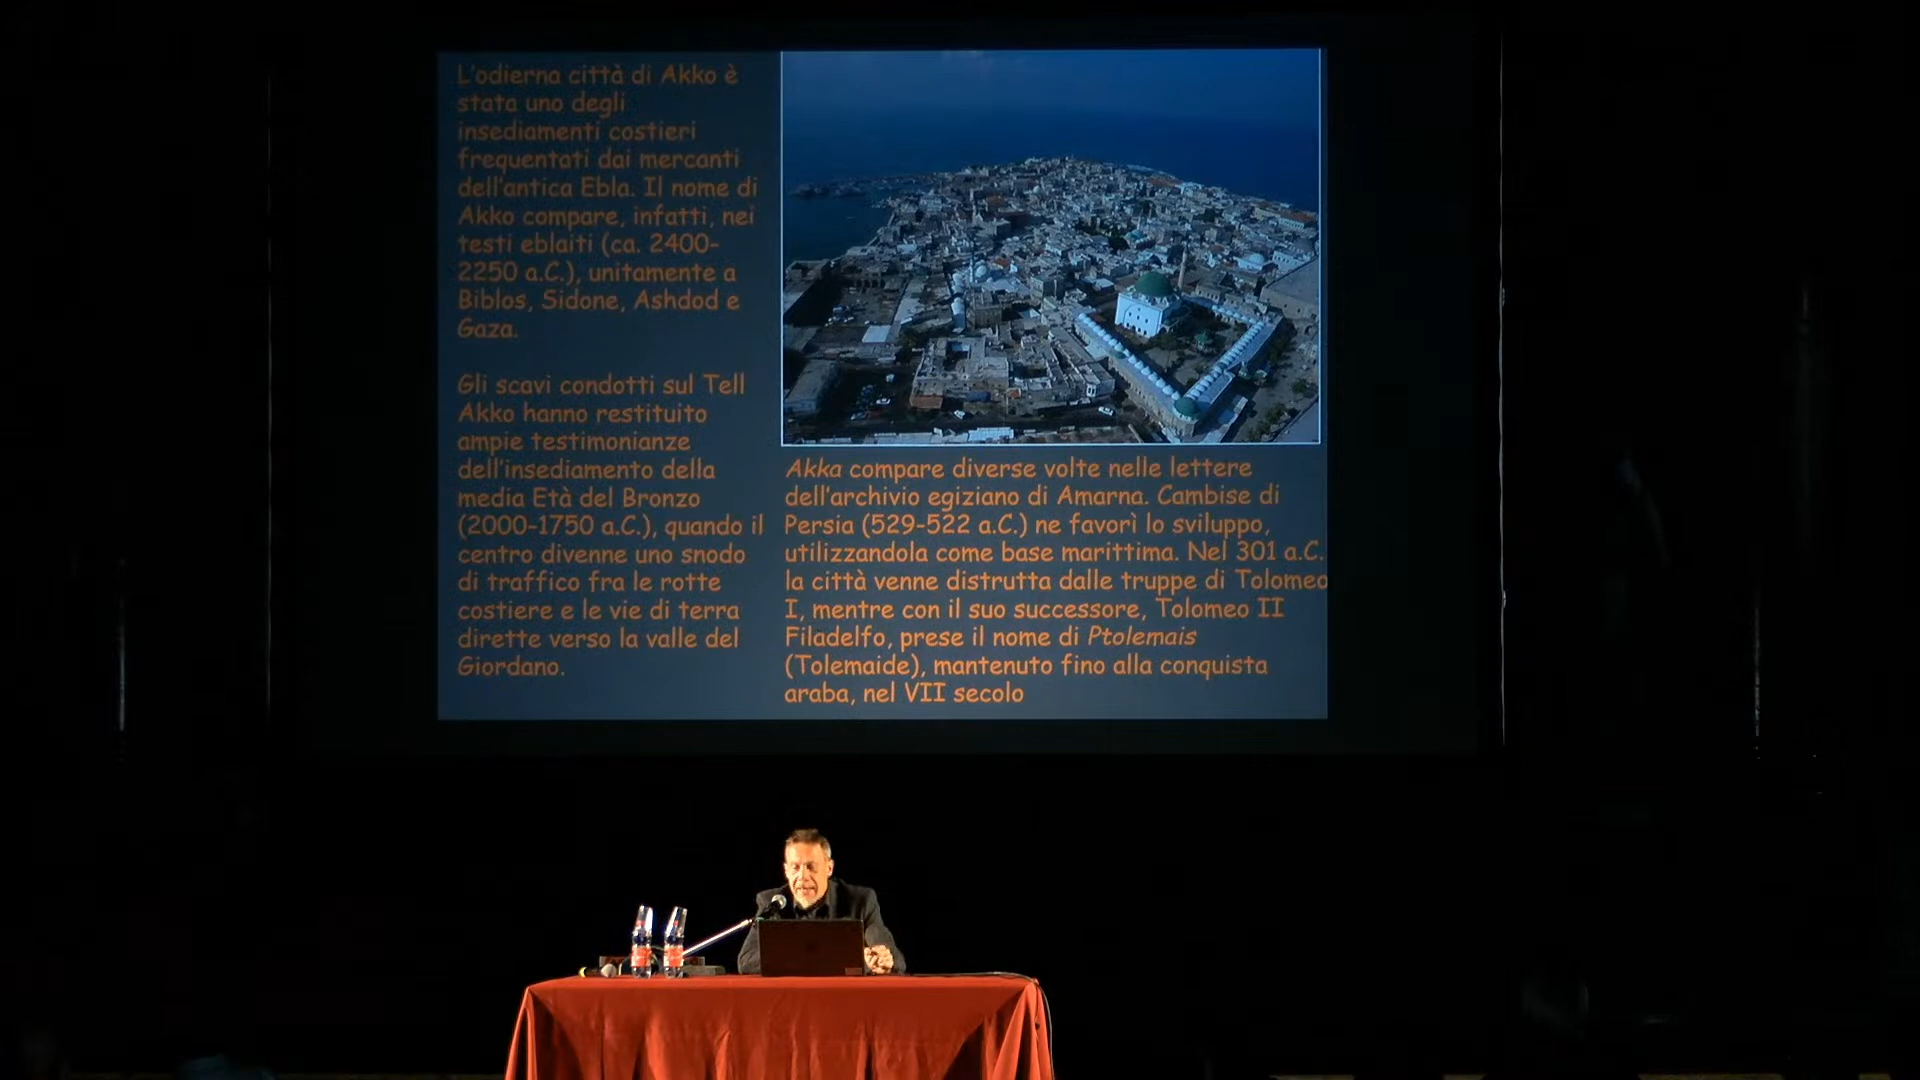 L'odierna città di Akko è
stata uno degli
insediamenti costieri
frequentati dai mercanti
dell'antica Ebla. Il nome di
Akko compare, infatti, nei
testi eblaiti (ca. 2400-
2250 a.C.), unitamente a
Biblos, Sidone, Ashdod e
Gaza.
Gli scavi condotti sul Tell
Akko hanno restituito
ampie testimonianze
dell'insediamento della
media Età del Bronzo
(2000-1750 a.C.), quando il
centro divenne uno snodo
di traffico fra le rotte
costiere e le vie di terra
dirette verso la valle del
Giordano.
Akka compare diverse volte nelle lettere
dell'archivio egiziano di Amarna. Cambise di
Persia (529-522 a.C.) ne favorì lo sviluppo,
utilizzandola come base marittima. Nel 301 a.C.
la città venne distrutta dalle truppe di Tolomeo
I, mentre con il suo successore, Tolomeo II
Filadelfo, prese il nome di Ptolemais
(Tolemaide), mantenuto fino alla conquista
araba, nel VII secolo